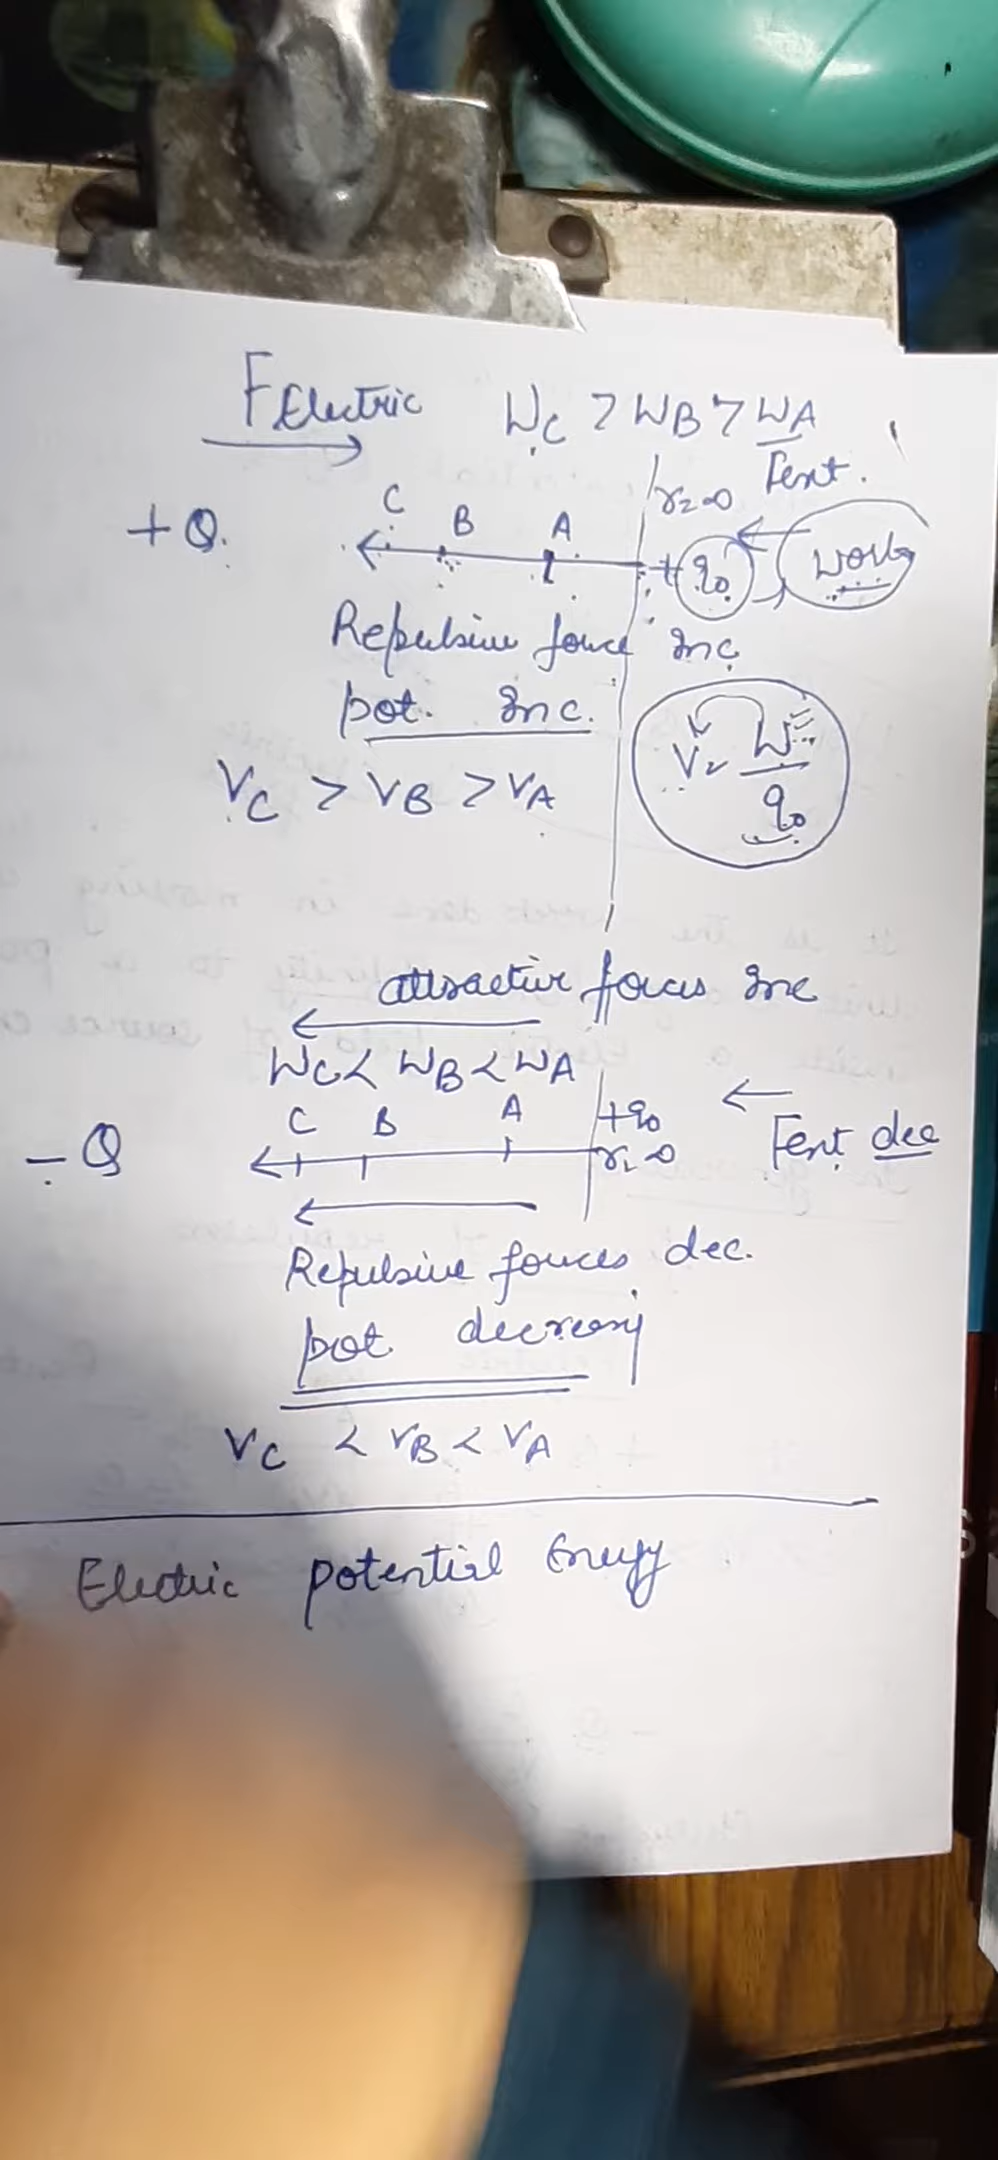 FElectric WC > WB > WA
Fext.
C B A r=∞
+Q. +q₀ work
Repulsive force Inc
pot. Inc.
V = W/q₀
VC > VB > VA
attractive forces Inc
WC < WB < WA
C B A +q₀
- Q r=∞ Fext dec
Repulsive forces dec.
pot
VC < VB < VA
Electric potential Energy